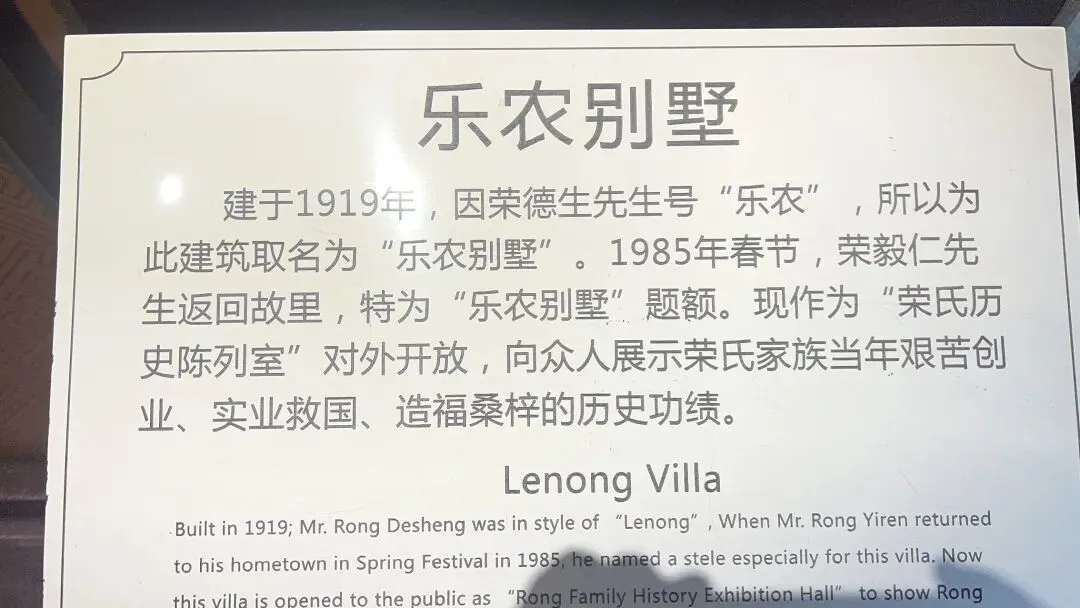 乐农别墅
建于1919年，因荣德生先生号“乐农”，所以为
此建筑取名为“乐农别墅”。1985年春节，荣毅仁先
生返回故里，特为“乐农别墅”题额。现作为“荣氏历
史陈列室”对外开放，向众人展示荣氏家族当年艰苦创
业、实业救国、造福桑梓的历史功绩。
Lenong Villa
Built in 1919; Mr. Rong Desheng was in style of “Lenong”, When Mr. Rong Yiren returned
to his hometown in Spring Festival in 1985, he named a stele especially for this villa. Now
this villa is opened to the public as “Rong Family History Exhibition Hall” to show Rong